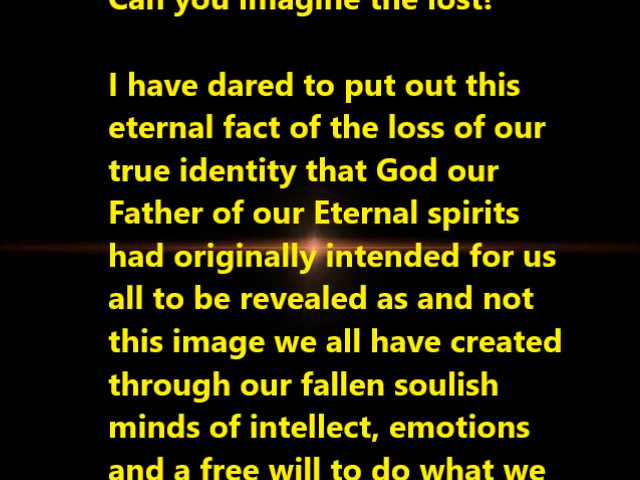 Can you imagine the lost!
I have dared to put out this
eternal fact of the loss of our
true identity that God our
Father of our Eternal spirits
had originally intended for us
all to be revealed as and not
this image we all have created
through our fallen soulish
minds of intellect, emotions
and a free will to do what we